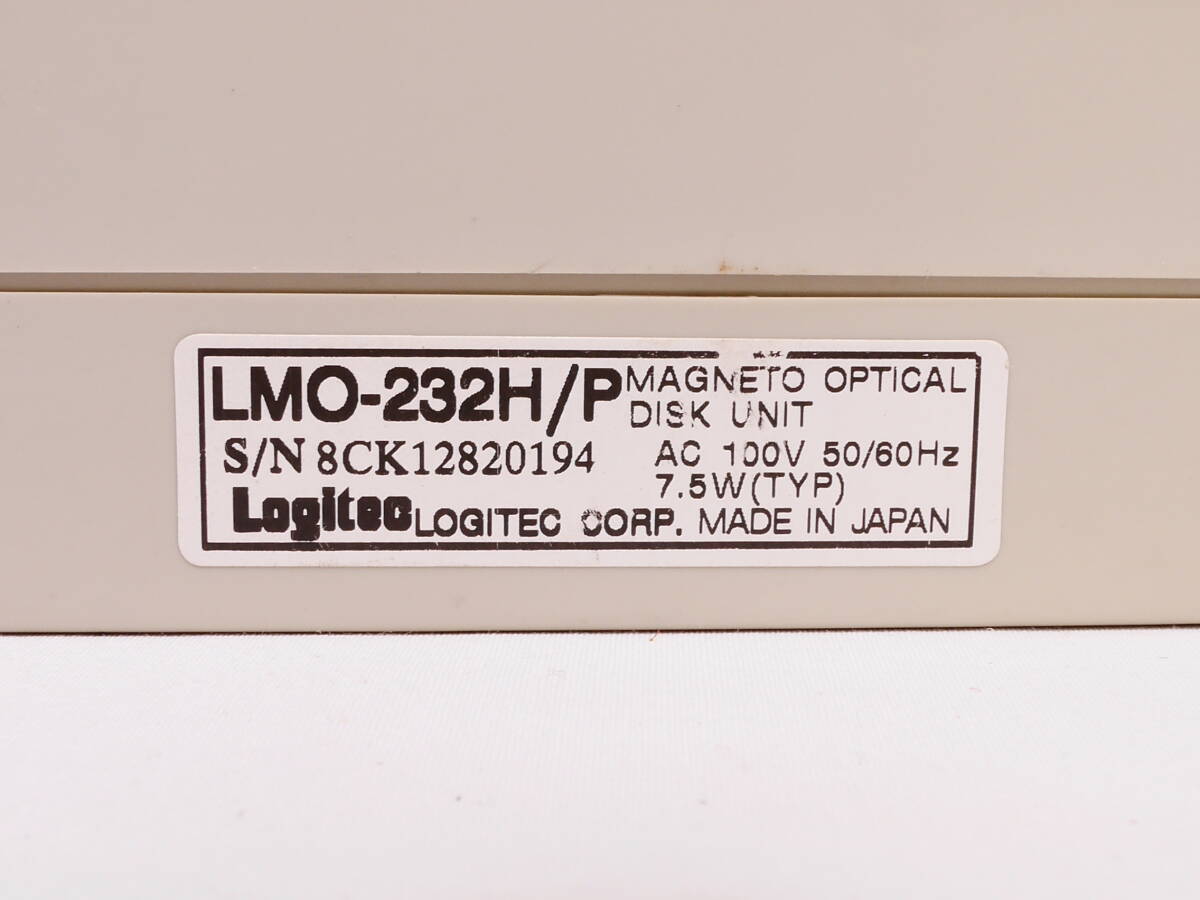 LMO-232H/P MAGNETO OPTICAL
DISK UNIT
S/N 8CK12820194 AC 100V 50/60Hz
7.5W(TYP)
Logitec LOGITEC CORP. MADE IN JAPAN